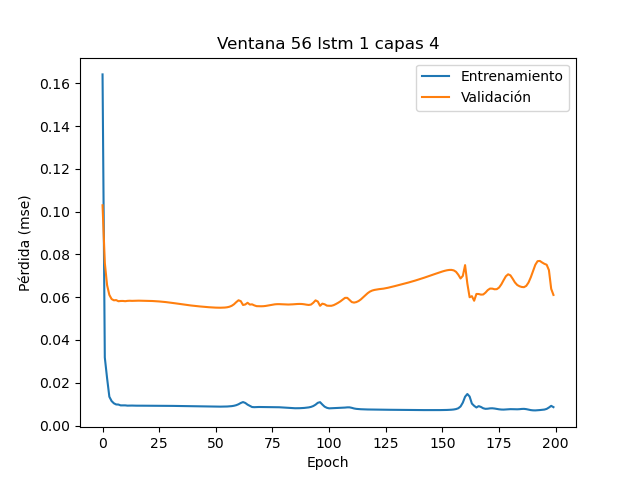 Ventana 56 lstm 1 capas 4
Entrenamiento
Validación
Pérdida (mse)
0.16
0.14
0.12
0.10
0.08
0.06
0.04
0.02
0.00
0 25 50 75 100 125 150 175 200
Epoch